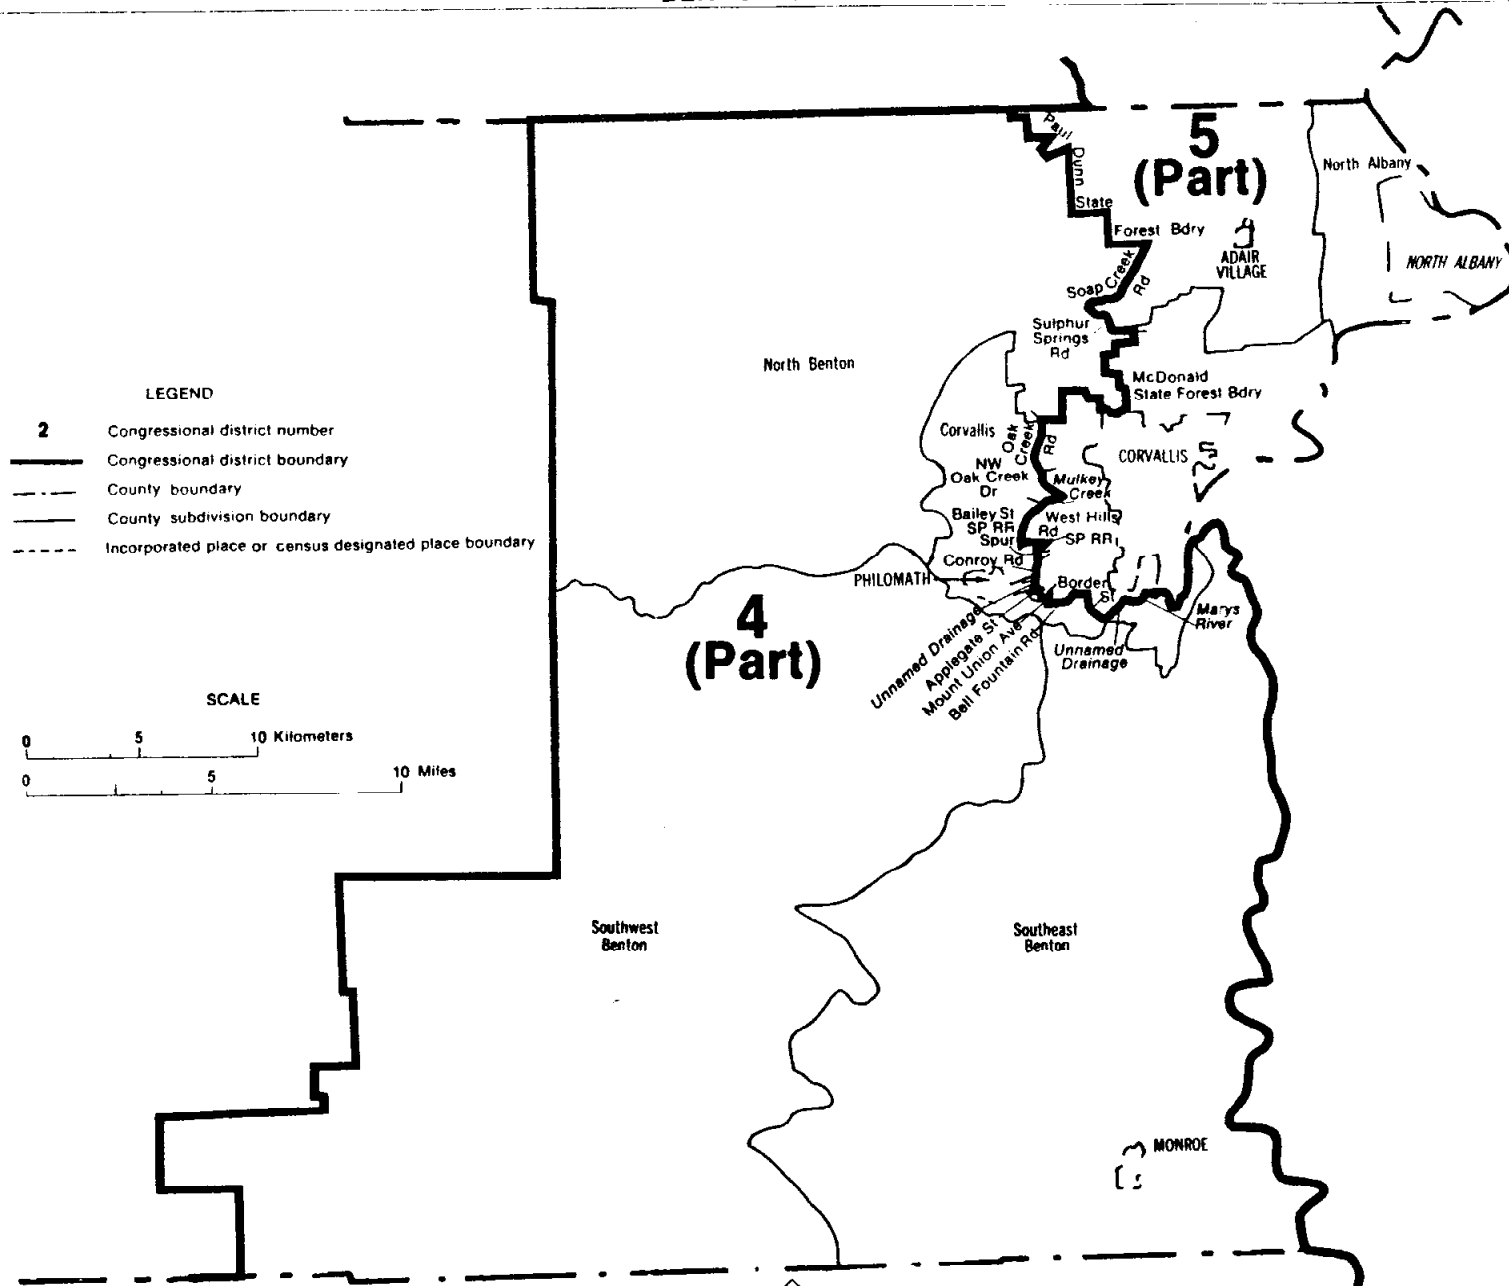 5
(Part)
Paul
Dunn
State
Forest Bdry
North Albany
ADAIR
VILLAGE
NORTH ALBANY
Soap Creek
Rd
Sulphur
Springs
Rd
North Benton
McDonald
State Forest Bdry
LEGEND
2 Congressional district number
Congressional district boundary
County boundary
County subdivision boundary
Incorporated place or census designated place boundary
Corvallis
Oak
Creek
Rd
CORVALLIS
NW
Oak Creek
Dr
Mulkey
Creek
Bailey St
SP RR
Spur
West Hills
Rd
SP RR
Conroy Rd
PHILOMATH
Border
St
Marys
River
4
(Part)
Unnamed Drainage
Applegate St
Mount Union Ave
Bell Fountain Rd
Unnamed
Drainage
SCALE
0 5 10 Kilometers
0 5 10 Miles
Southwest
Benton
Southeast
Benton
MONROE